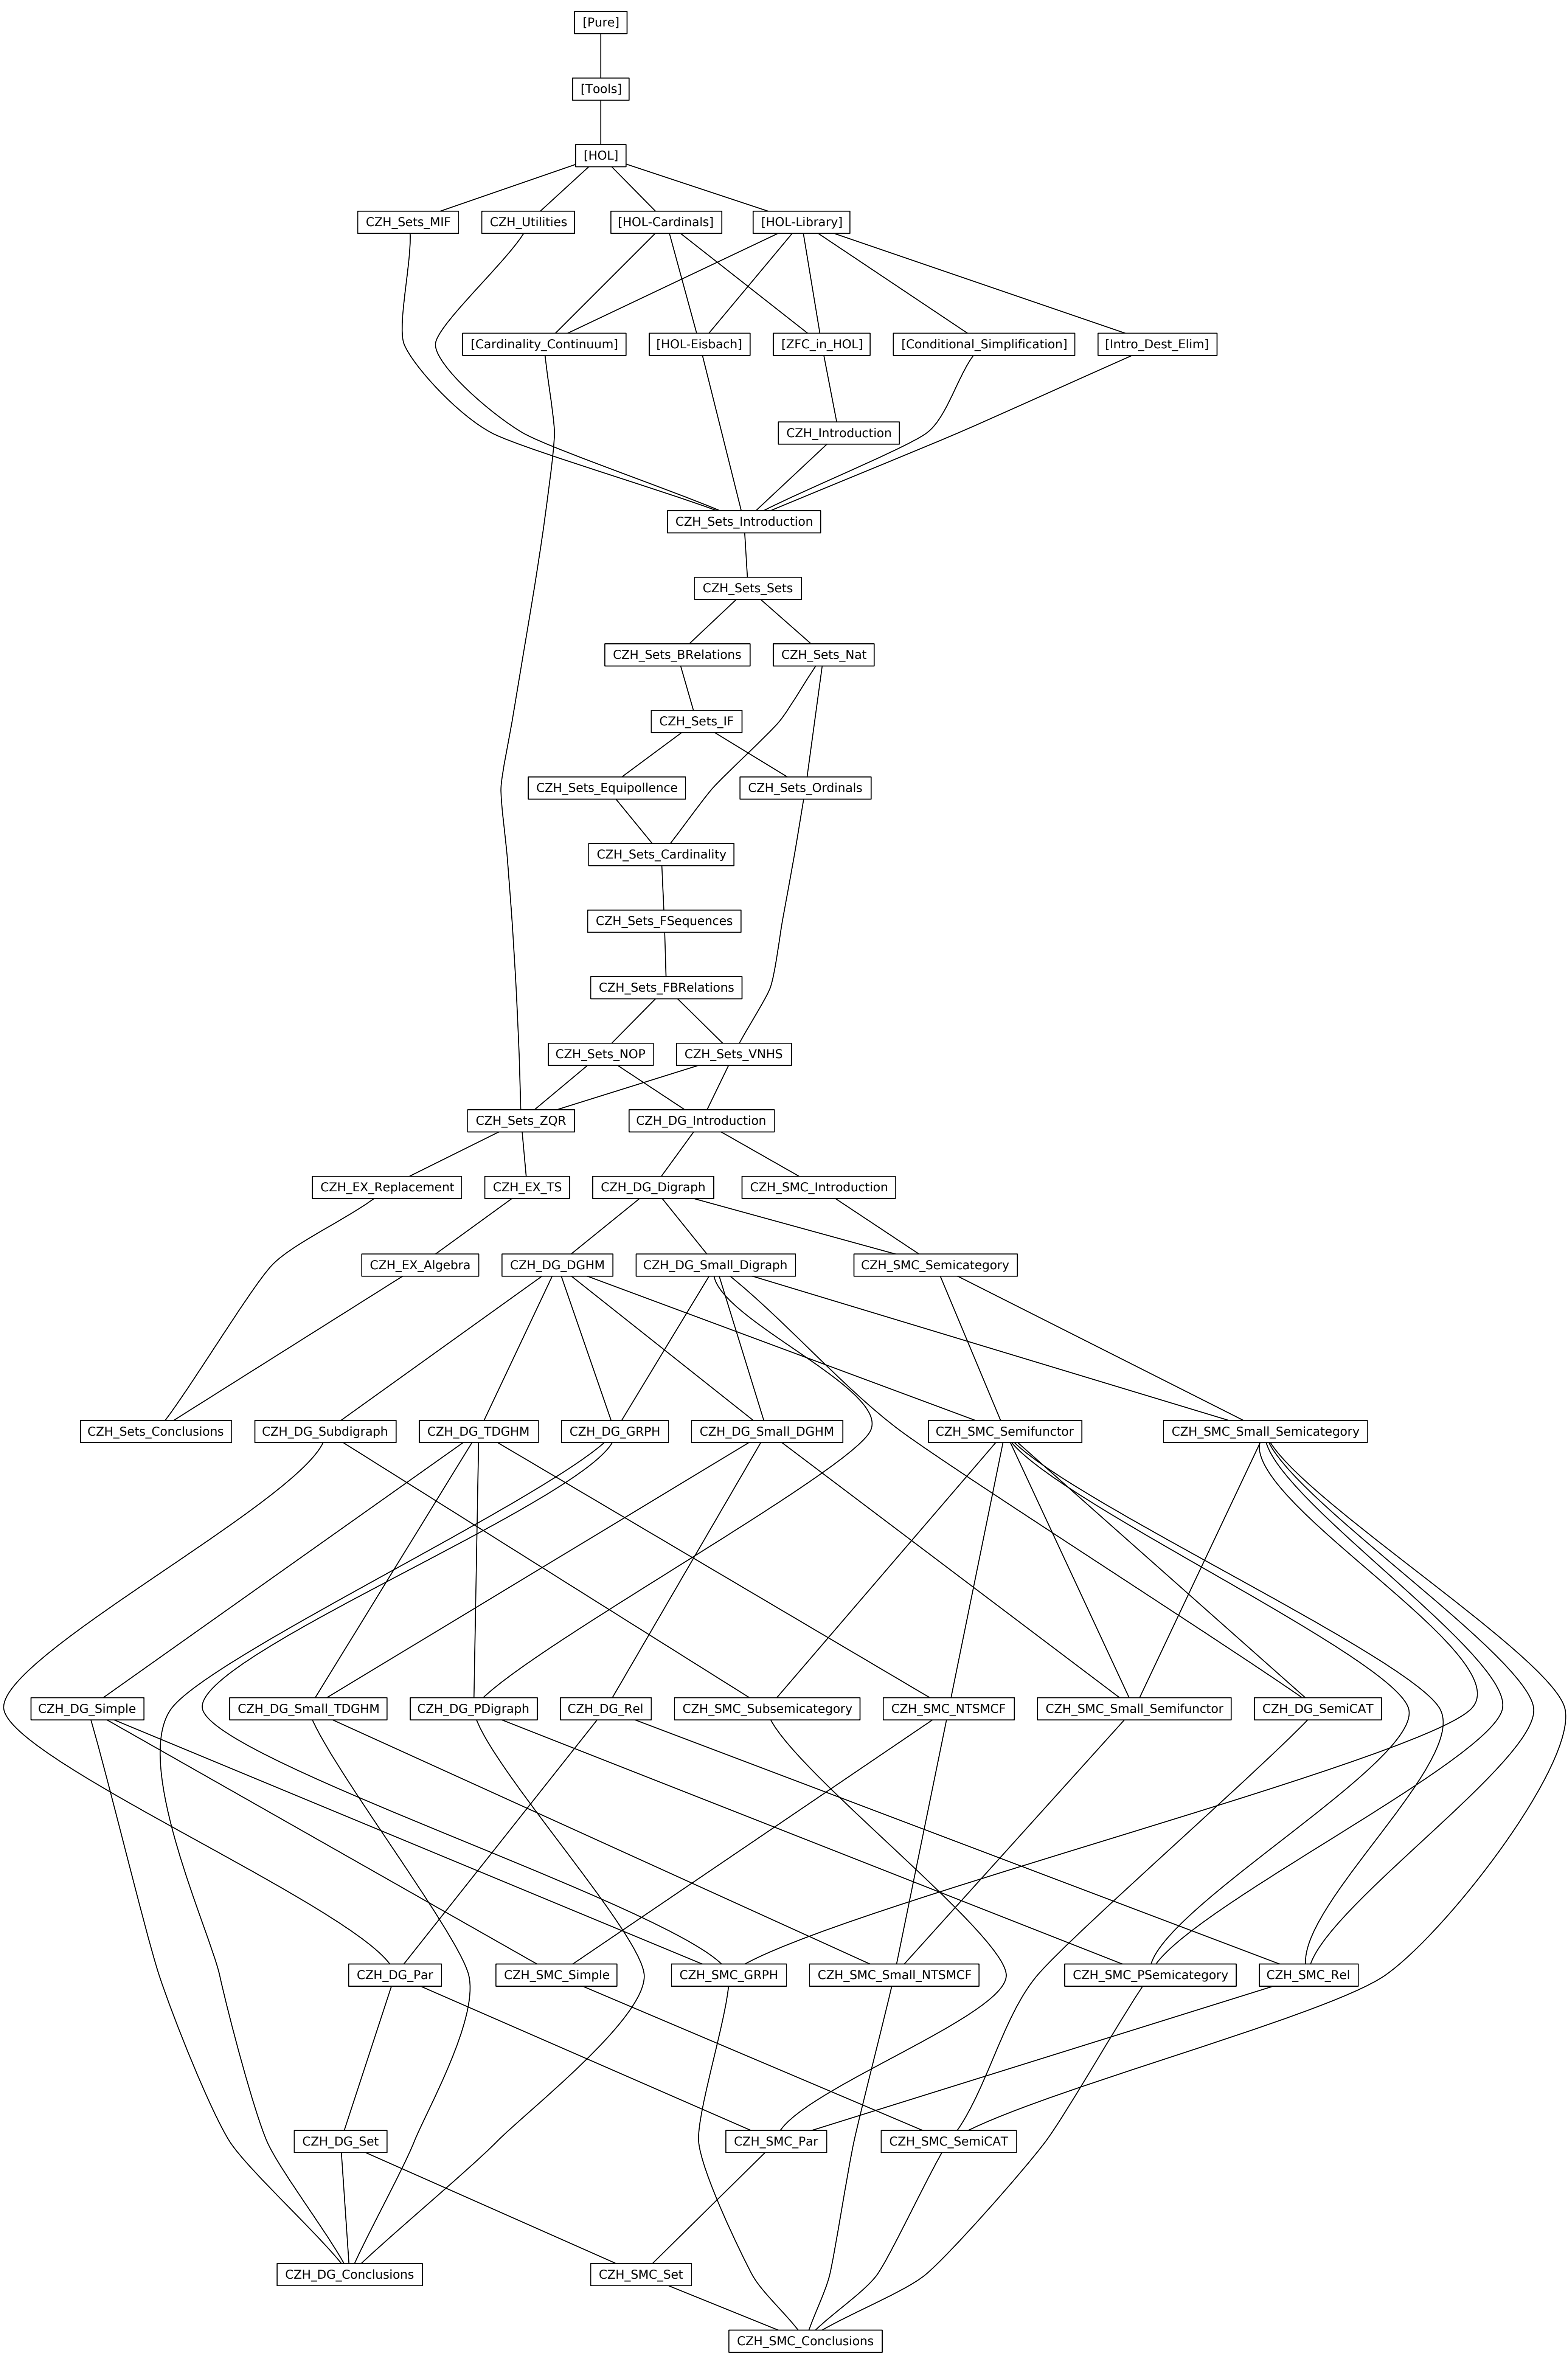 [Pure]
[Tools]
[HOL]
CZH_Sets_MIF
CZH_Utilities
[HOL-Cardinals]
[HOL-Library]
[Cardinality_Continuum]
[HOL-Eisbach]
[ZFC_in_HOL]
[Conditional_Simplification]
[Intro_Dest_Elim]
CZH_Introduction
CZH_Sets_Introduction
CZH_Sets_Sets
CZH_Sets_BRelations
CZH_Sets_Nat
CZH_Sets_IF
CZH_Sets_Equipollence
CZH_Sets_Ordinals
CZH_Sets_Cardinality
CZH_Sets_FSequences
CZH_Sets_FBRelations
CZH_Sets_NOP
CZH_Sets_VNHS
CZH_Sets_ZQR
CZH_DG_Introduction
CZH_EX_Replacement
CZH_EX_TS
CZH_DG_Digraph
CZH_SMC_Introduction
CZH_EX_Algebra
CZH_DG_DGHM
CZH_DG_Small_Digraph
CZH_SMC_Semicategory
CZH_Sets_Conclusions
CZH_DG_Subdigraph
CZH_DG_TDGHM
CZH_DG_GRPH
CZH_DG_Small_DGHM
CZH_SMC_Semifunctor
CZH_SMC_Small_Semicategory
CZH_DG_Simple
CZH_DG_Small_TDGHM
CZH_DG_PDigraph
CZH_DG_Rel
CZH_SMC_Subsemicategory
CZH_SMC_NTSMCF
CZH_SMC_Small_Semifunctor
CZH_DG_SemiCAT
CZH_DG_Par
CZH_SMC_Simple
CZH_SMC_GRPH
CZH_SMC_Small_NTSMCF
CZH_SMC_PSemicategory
CZH_SMC_Rel
CZH_DG_Set
CZH_SMC_Par
CZH_SMC_SemiCAT
CZH_DG_Conclusions
CZH_SMC_Set
CZH_SMC_Conclusions